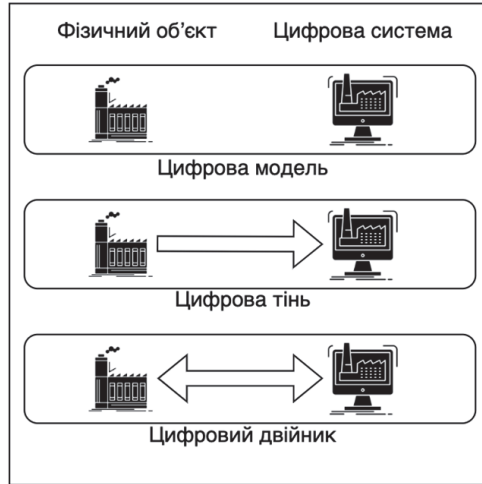 Фізичний об’єкт Цифрова система
Цифрова модель
Цифрова тінь
Цифровий двійник